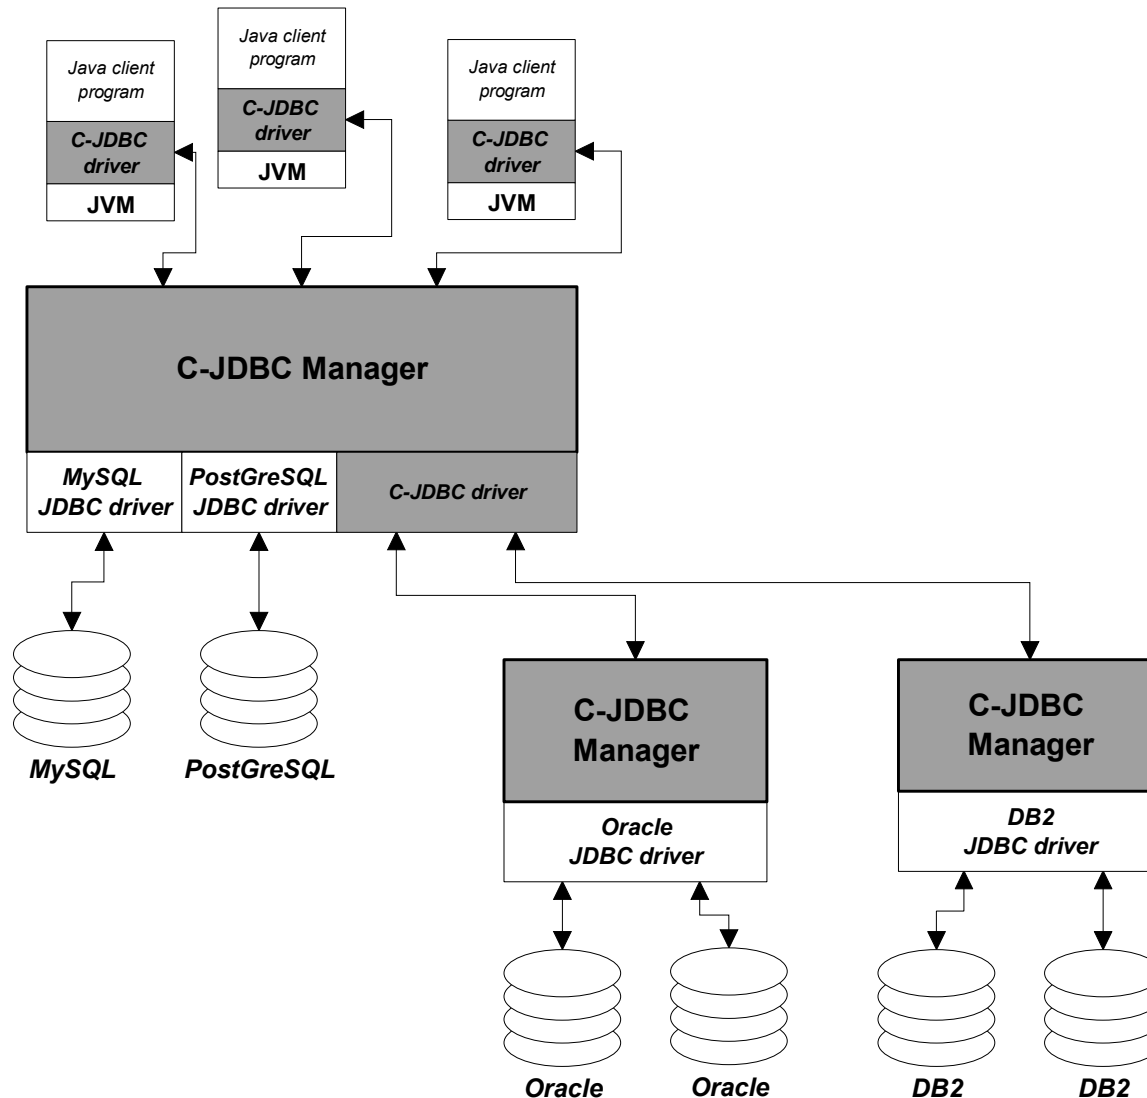 Java client
program
C-JDBC
driver
JVM
Java client
program
C-JDBC
driver
JVM
Java client
program
C-JDBC
driver
JVM
C-JDBC Manager
MySQL
JDBC driver
PostGreSQL
JDBC driver
C-JDBC driver
MySQL
PostGreSQL
C-JDBC
Manager
Oracle
JDBC driver
C-JDBC
Manager
DB2
JDBC driver
Oracle
Oracle
DB2
DB2